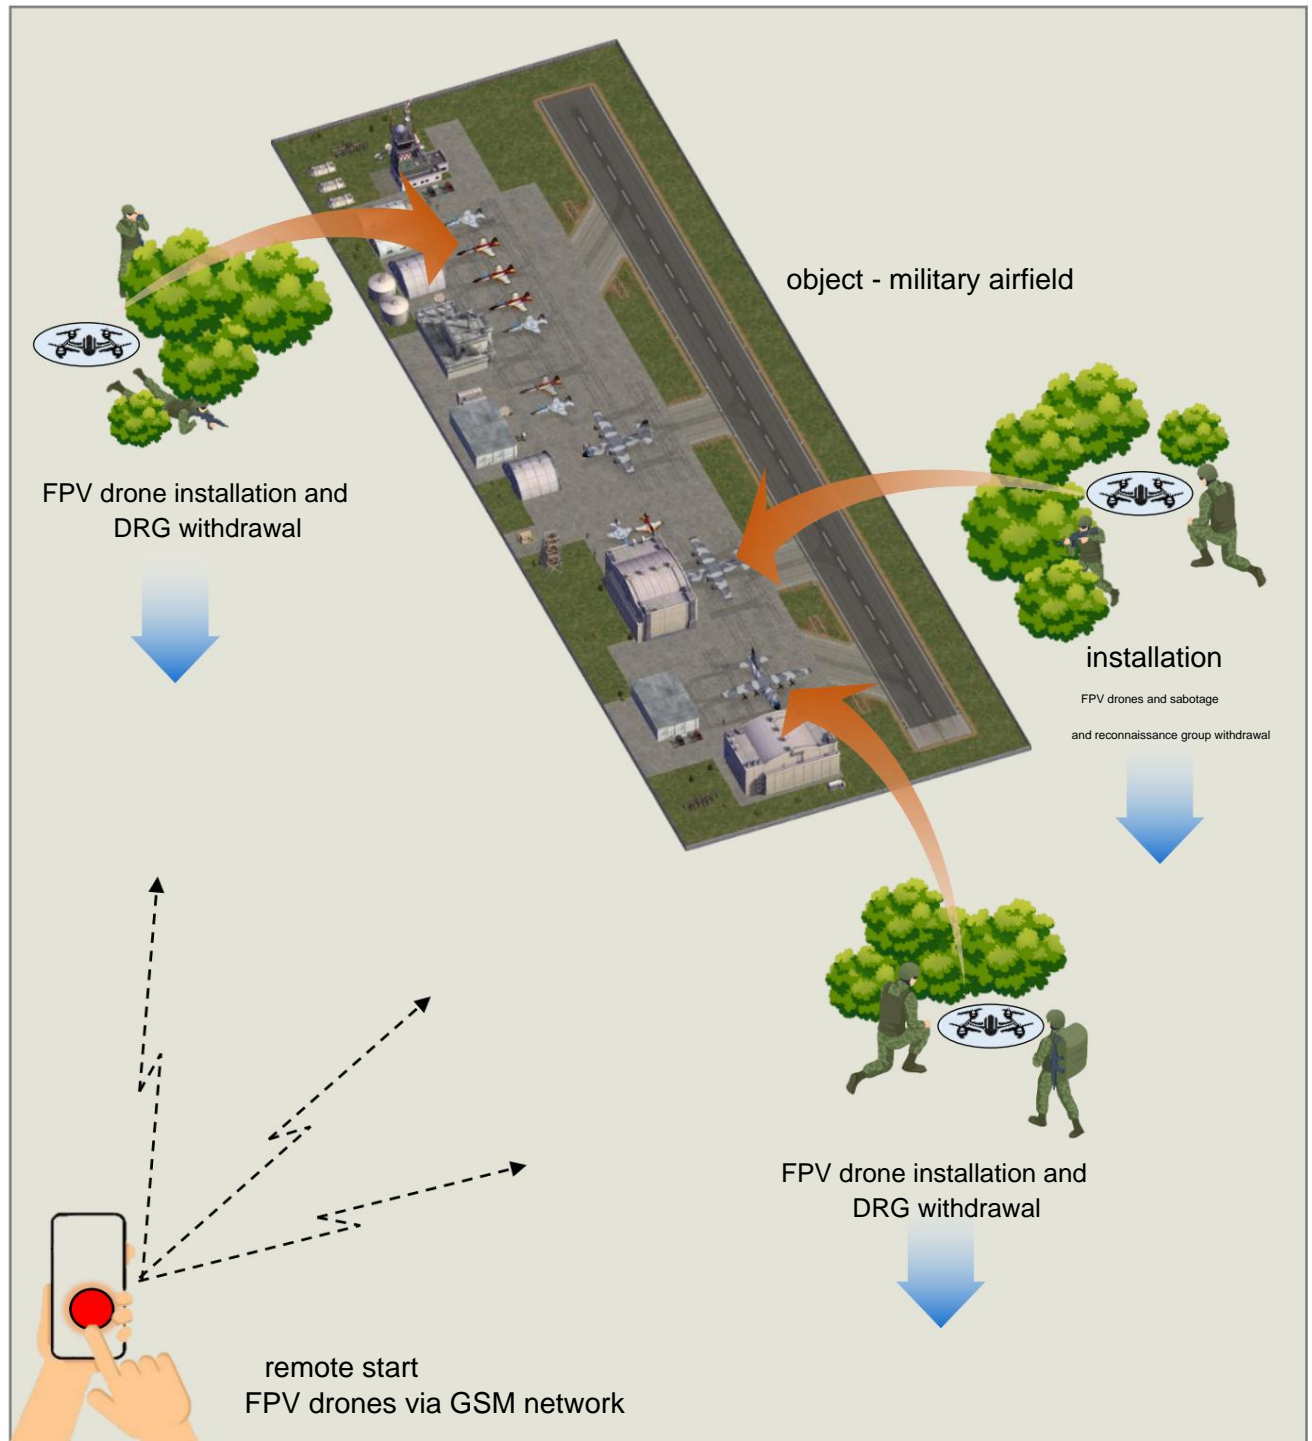 object - military airfield
FPV drone installation and
DRG withdrawal
installation
FPV drones and sabotage
and reconnaissance group withdrawal
FPV drone installation and
DRG withdrawal
remote start
FPV drones via GSM network